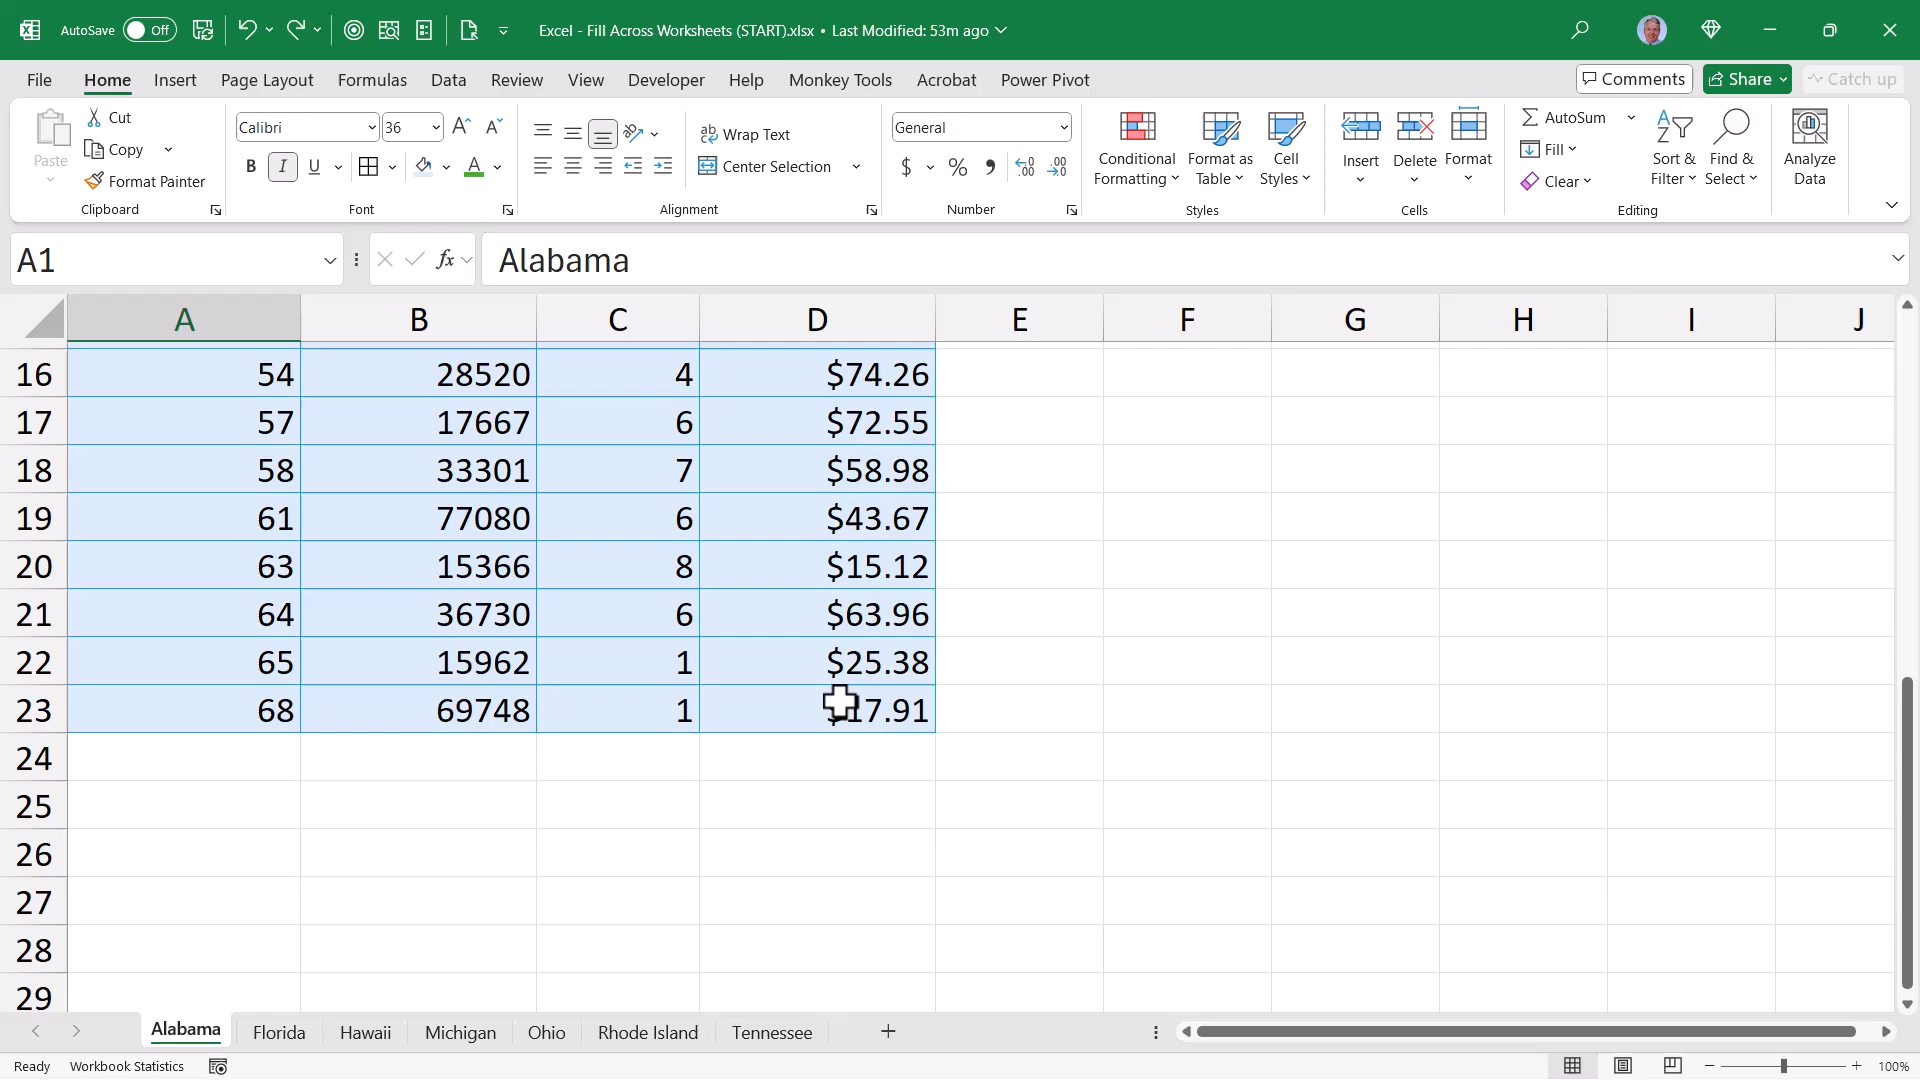 AutoSave Off Excel - Fill Across Worksheets (START).xlsx • Last Modified: 53m ago
File Home Insert Page Layout Formulas Data Review View Developer Help Monkey Tools Acrobat Power Pivot Comments Share Catch up
Paste Cut Copy Format Painter Clipboard
Calibri 36 B I U A Font
ab Wrap Text Center Selection Alignment
General $ % Number
Conditional Formatting Format as Table Cell Styles Styles
Insert Delete Format Cells
AutoSum Fill Clear Sort & Filter Find & Select Editing
Analyze Data
A1 fx Alabama
A B C D E F G H I J
16 54 28520 4 $74.26
17 57 17667 6 $72.55
18 58 33301 7 $58.98
19 61 77080 6 $43.67
20 63 15366 8 $15.12
21 64 36730 6 $63.96
22 65 15962 1 $25.38
23 68 69748 1 $17.91
24
25
26
27
28
29
Alabama Florida Hawaii Michigan Ohio Rhode Island Tennessee +
Ready Workbook Statistics 100%